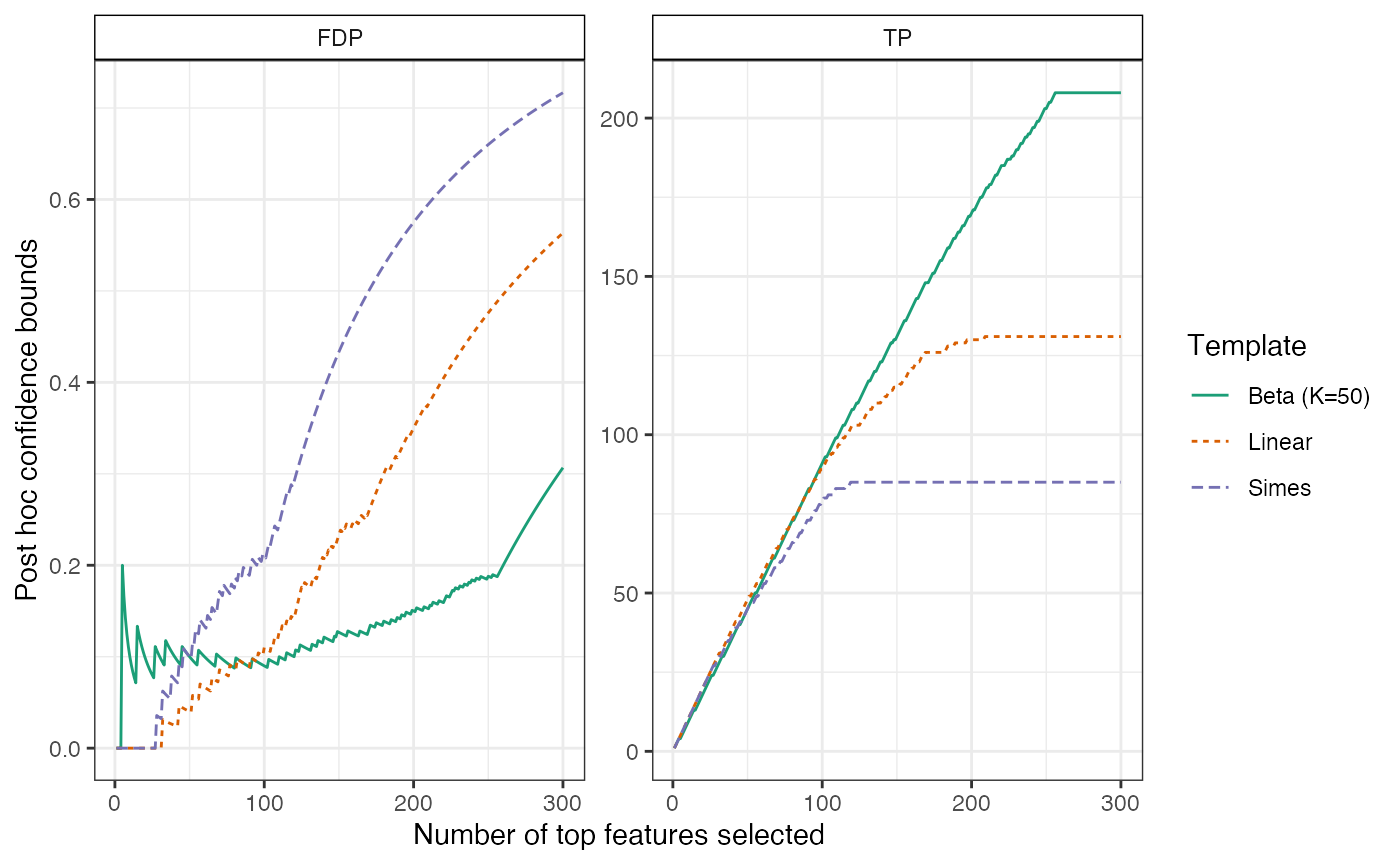 FDP
TP
Post hoc confidence bounds
0.6
0.4
0.2
0.0
200
150
100
50
0
0 100 200 300
0 100 200 300
Number of top features selected
Template
Beta (K=50)
Linear
Simes